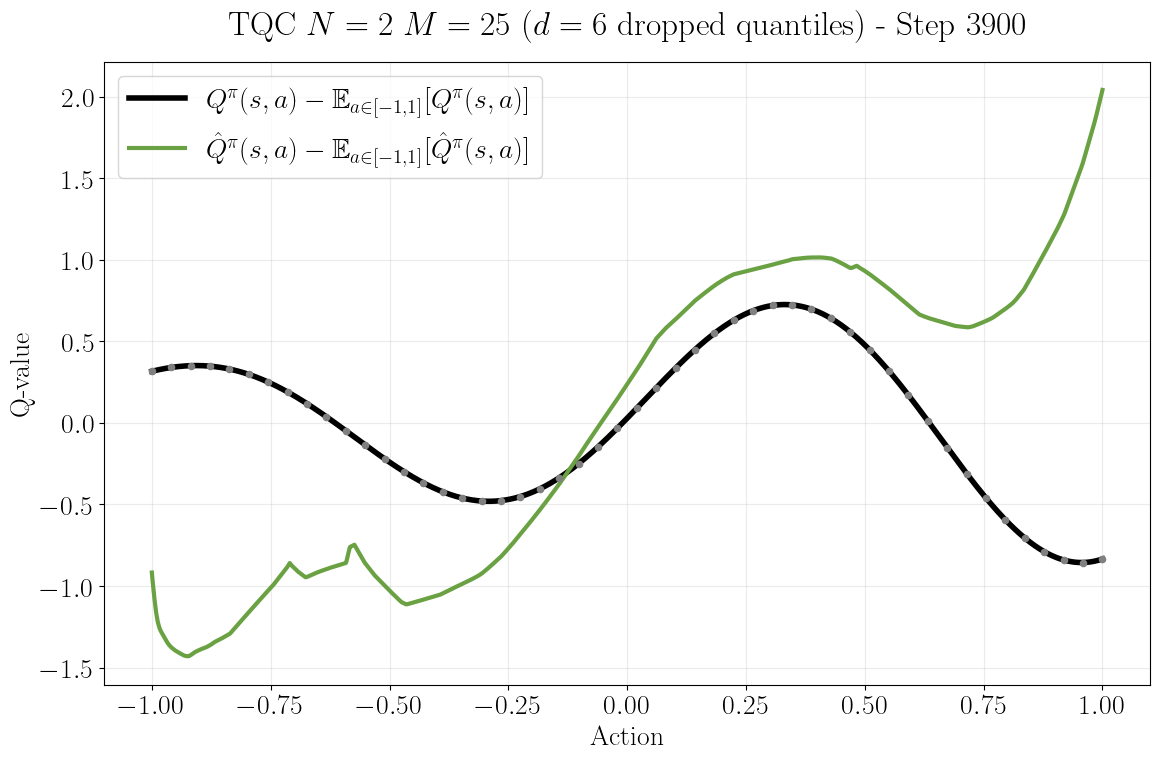 TQC N = 2 M = 25 (d = 6 dropped quantiles) - Step 3900
Q^π(s, a) − 𝔼_{a∈[−1,1]}[Q^π(s, a)]
Q̂^π(s, a) − 𝔼_{a∈[−1,1]}[Q̂^π(s, a)]
2.0
1.5
1.0
0.5
0.0
−0.5
−1.0
−1.5
Q-value
−1.00 −0.75 −0.50 −0.25 0.00 0.25 0.50 0.75 1.00
Action